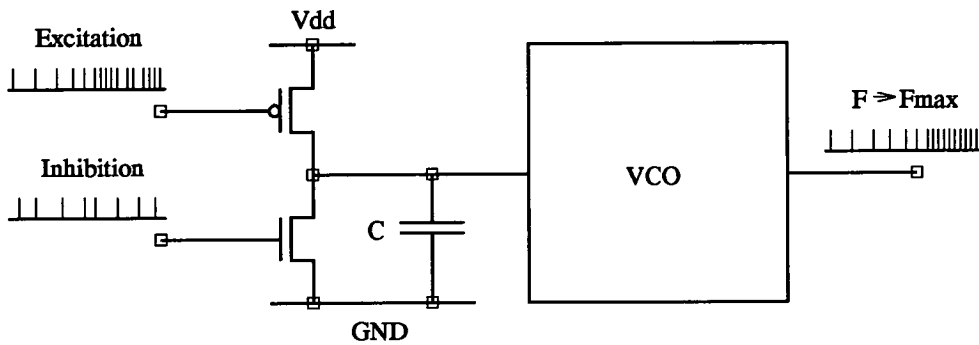 Vdd
Excitation
F > Fmax
Inhibition
VCO
C
GND